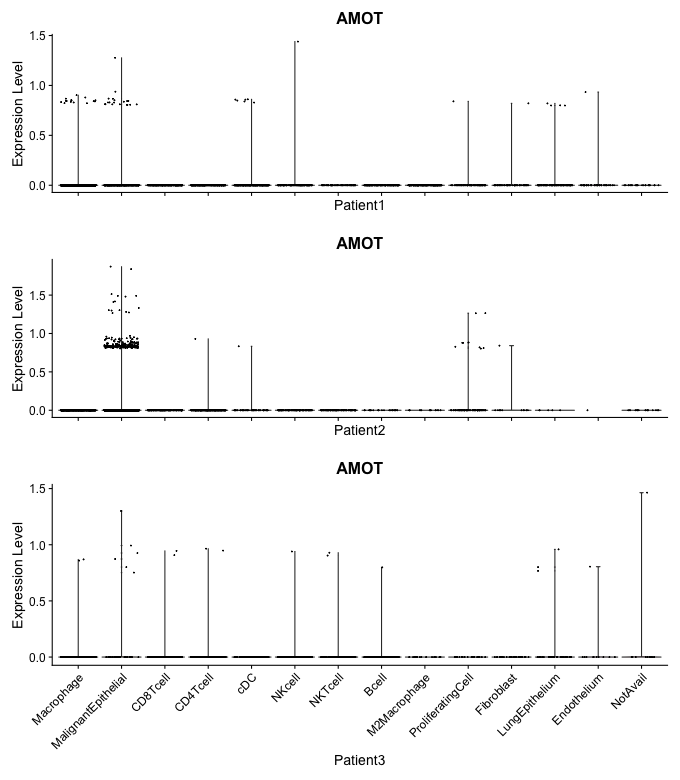 AMOT
Expression Level
1.5
1.0
0.5
0.0
Patient1
AMOT
Expression Level
1.5
1.0
0.5
0.0
Patient2
AMOT
Expression Level
1.5
1.0
0.5
0.0
Macrophage
MalignantEpithelial
CD8Tcell
CD4Tcell
cDC
NKcell
NKTcell
Bcell
M2Macrophage
ProliferatingCell
Fibroblast
LungEpithelium
Endothelium
NotAvail
Patient3